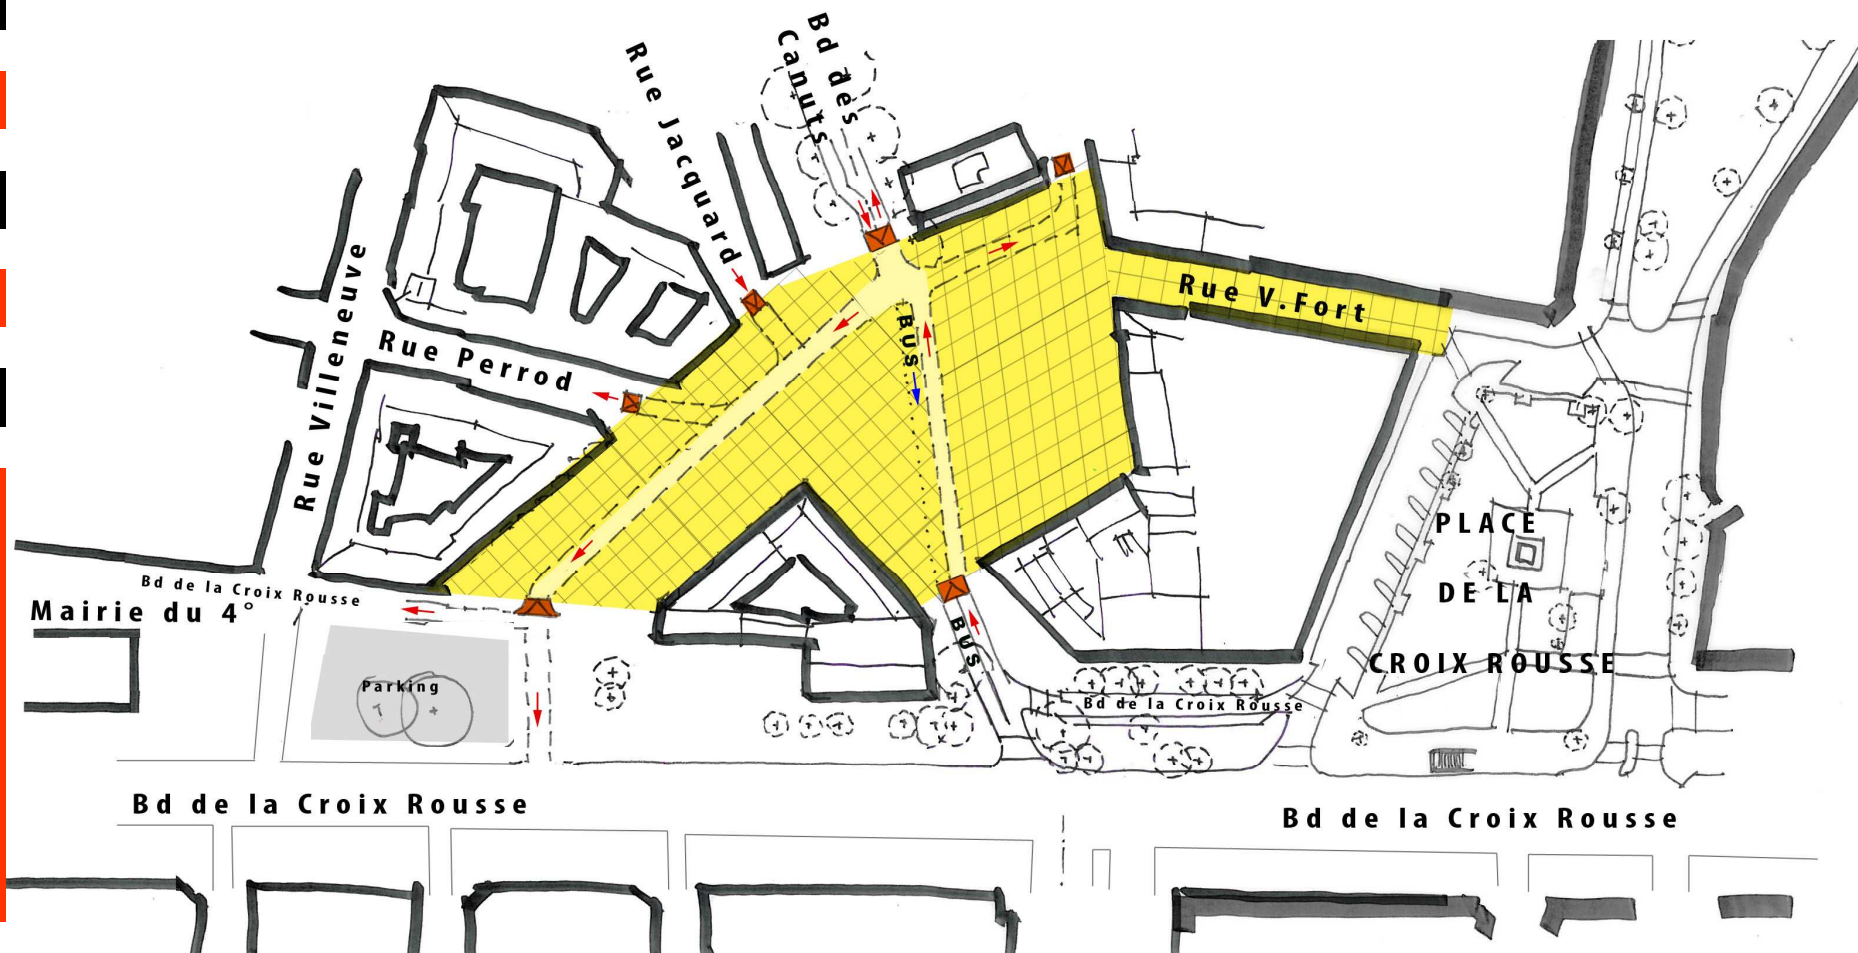 Bd des
Canuts
Rue Jacquard
Rue Villeneuve
Rue Perrod
Rue V.Fort
BUS
BUS
Bd de la Croix Rousse
Mairie du 4°
Parking
PLACE
DE LA
CROIX ROUSSE
Bd de la Croix Rousse
Bd de la Croix Rousse
Bd de la Croix Rousse